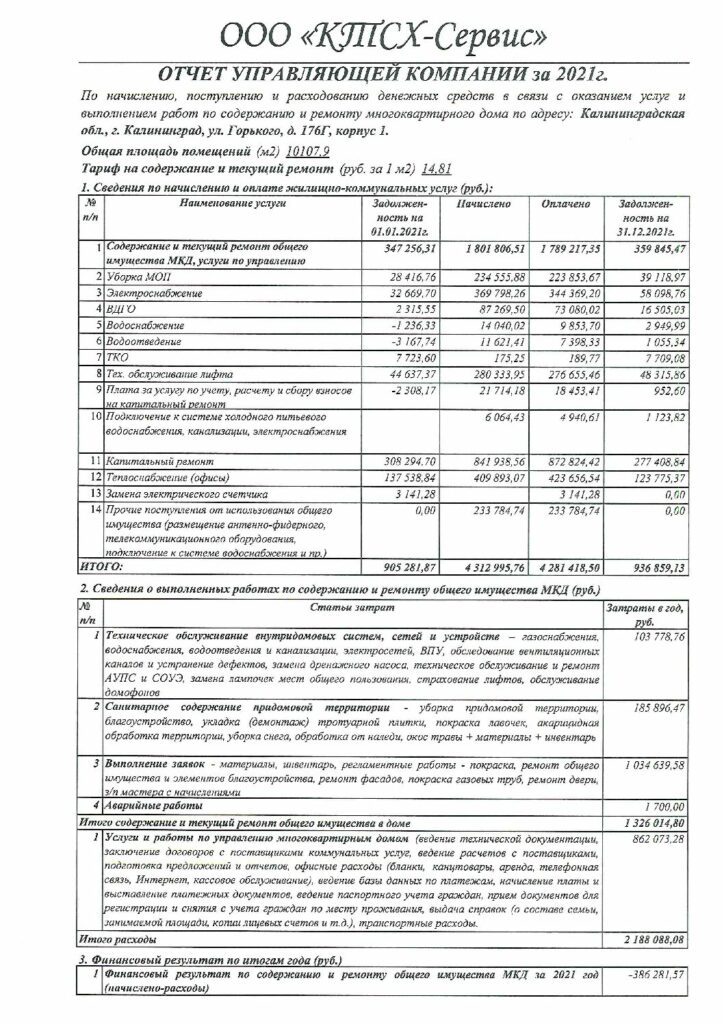 ООО «КТСХ-Сервис»
ОТЧЕТ УПРАВЛЯЮЩЕЙ КОМПАНИИ за 2021г.
По начислению, поступлению и расходованию денежных средств в связи с оказанием услуг и
выполнением работ по содержанию и ремонту многоквартирного дома по адресу: Калининградская
обл., г. Калининград, ул. Горького, д. 176Г, корпус 1.
Общая площадь помещений (м2) 10107,9
Тариф на содержание и текущий ремонт (руб. за 1 м2) 14,81
1. Сведения по начислению и оплате жилищно-коммунальных услуг (руб.):
№ Наименование услуги Задолжен- Начислено Оплачено Задолжен-
п/п ность на ность на
01.01.2021г. 31.12.2021г.
1 Содержание и текущий ремонт общего 347 256,31 1 801 806,51 1 789 217,35 359 845,47
имущества МКД, услуги по управлению
2 Уборка МОП 28 416,76 234 555,88 223 853,67 39 118,97
3 Электроснабжение 32 669,70 369 798,26 344 369,20 58 098,76
4 ВДГО 2 315,55 87 269,50 73 080,02 16 505,03
5 Водоснабжение -1 236,33 14 040,02 9 853,70 2 949,99
6 Водоотведение -3 167,74 11 621,41 7 398,33 1 055,34
7 ТКО 7 723,60 175,25 189,77 7 709,08
8 Тех. обслуживание лифта 44 637,37 280 333,95 276 655,46 48 315,86
9 Плата за услугу по учету, расчету и сбору взносов -2 308,17 21 714,18 18 453,41 952,60
на капитальный ремонт
10 Подключение к системе холодного питьевого 6 064,43 4 940,61 1 123,82
водоснабжения, канализации, электроснабжения
11 Капитальный ремонт 308 294,70 841 938,56 872 824,42 277 408,84
12 Теплоснабжение (офисы) 137 538,84 409 893,07 423 656,54 123 775,37
13 Замена электрического счетчика 3 141,28 3 141,28 0,00
14 Прочие поступления от использования общего 0,00 233 784,74 233 784,74 0,00
имущества (размещение антенно-фидерного,
телекоммуникационного оборудования,
подключение к системе водоснабжения и пр.)
ИТОГО: 905 281,87 4 312 995,76 4 281 418,50 936 859,13
2. Сведения о выполненных работах по содержанию и ремонту общего имущества МКД (руб.)
№ Статьи затрат Затраты в год,
п/п руб.
1 Техническое обслуживание внутридомовых систем, сетей и устройств – газоснабжения, 103 778,76
водоснабжения, водоотведения и канализации, электросетей, ВПУ, обследование вентиляционных
каналов и устранение дефектов, замена дренажного насоса, техническое обслуживание и ремонт
АУПС и СОУЭ, замена лампочек мест общего пользования, страхование лифтов, обслуживание
домофонов
2 Санитарное содержание придомовой территории - уборка придомовой территории, 185 896,47
благоустройство, укладка (демонтаж) тротуарной плитки, покраска лавочек, акарицидная
обработка территории, уборка снега, обработка от наледи, окос травы + материалы + инвентарь
3 Выполнение заявок - материалы, инвентарь, регламентные работы - покраска, ремонт общего 1 034 639,58
имущества и элементов благоустройства, ремонт фасадов, покраска газовых труб, ремонт двери,
з/п мастера с начислениями
4 Аварийные работы 1 700,00
Итого содержание и текущий ремонт общего имущества в доме 1 326 014,80
1 Услуги и работы по управлению многоквартирным домом (ведение технической документации, 862 073,28
заключение договоров с поставщиками коммунальных услуг, ведение расчетов с поставщиками,
подготовка предложений и отчетов, офисные расходы (бланки, канцтовары, аренда, телефонная
связь, Интернет, кассовое обслуживание), ведение базы данных по платежам, начисление платы и
выставление платежных документов, ведение паспортного учета граждан, прием документов для
регистрации и снятия с учета граждан по месту проживания, выдача справок (о составе семьи,
занимаемой площади, копии лицевых счетов и т.д.), транспортные расходы.
Итого расходы 2 188 088,08
3. Финансовый результат по итогам года (руб.)
1 Финансовый результат по содержанию и ремонту общего имущества МКД за 2021 год -386 281,57
(начислено-расходы)